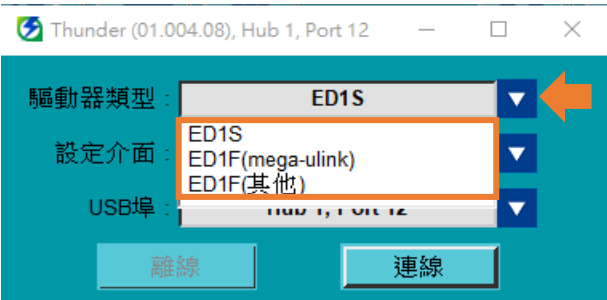 Thunder (01.004.08), Hub 1, Port 12
驅動器類型 : ED1S
ED1S
設定介面 :
ED1F(mega-ulink)
ED1F(其他)
USB埠 : Hub 1, Port 12
離線 連線